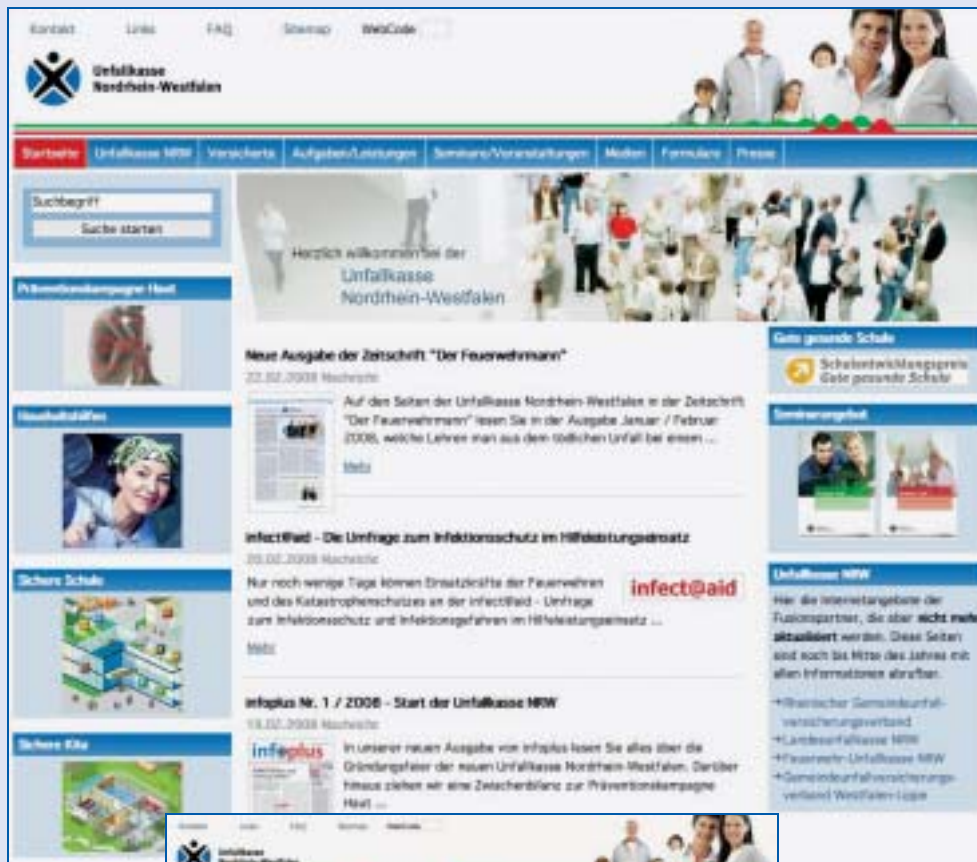 Kontakt Links FAQ Sitemap WebCode
Unfallkasse
Nordrhein-Westfalen
Startseite Unfallkasse NRW Versicherte Aufgaben/Leistungen Seminare/Veranstaltungen Medien Formulare Presse
Suchbegriff
Suche starten
Präventionskampagne Haut
Haushaltshilfen
Sichere Schule
Sichere Kita
Herzlich willkommen bei der
Unfallkasse
Nordrhein-Westfalen
Neue Ausgabe der Zeitschrift "Der Feuerwehrmann"
22.02.2008 Nachricht
Auf den Seiten der Unfallkasse Nordrhein-Westfalen in der Zeitschrift
"Der Feuerwehrmann" lesen Sie in der Ausgabe Januar / Februar
2008, welche Lehren man aus dem tödlichen Unfall bei einem ...
Mehr
infect@aid - Die Umfrage zum Infektionsschutz im Hilfeleistungseinsatz
20.02.2008 Nachricht
Nur noch wenige Tage können Einsatzkräfte der Feuerwehren
und des Katastrophenschutzes an der infect@aid - Umfrage
zum Infektionsschutz und Infektionsgefahren im Hilfeleistungseinsatz ...
infect@aid
Mehr
infoplus Nr. 1 / 2008 - Start der Unfallkasse NRW
19.02.2008 Nachricht
infoplus
In unserer neuen Ausgabe von infoplus lesen Sie alles über die
Gründungsfeier der neuen Unfallkasse Nordrhein-Westfalen. Darüber
hinaus ziehen wir eine Zwischenbilanz zur Präventionskampagne
Haut ...
Gute gesunde Schule
Schulentwicklungspreis
Gute gesunde Schule
Seminarangebot
Unfallkasse NRW
Hier die Internetangebote der
Fusionspartner, die aber nicht mehr
aktualisiert werden. Diese Seiten
sind noch bis Mitte des Jahres mit
allen Informationen abrufbar.
Rheinischer Gemeindeunfall-
versicherungsverband
Landesunfallkasse NRW
Feuerwehr-Unfallkasse NRW
Gemeindeunfallversicherungs-
verband Westfalen-Lippe
Unfallkasse
Nordrhein-Westfalen